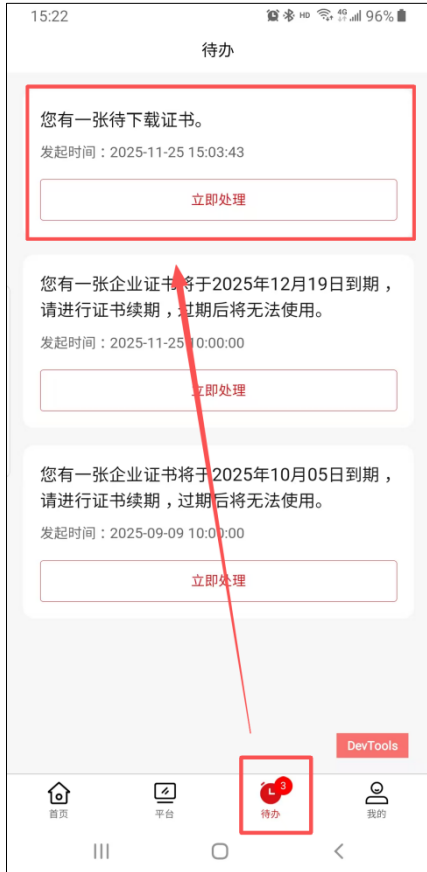 15:22
HD 4G 96%
待办
您有一张待下载证书。
发起时间：2025-11-25 15:03:43
立即处理
您有一张企业证书将于2025年12月19日到期，
请进行证书续期，过期后将无法使用。
发起时间：2025-11-25 10:00:00
立即处理
您有一张企业证书将于2025年10月05日到期，
请进行证书续期，过期后将无法使用。
发起时间：2025-09-09 10:00:00
立即处理
DevTools
3
首页 平台 待办 我的